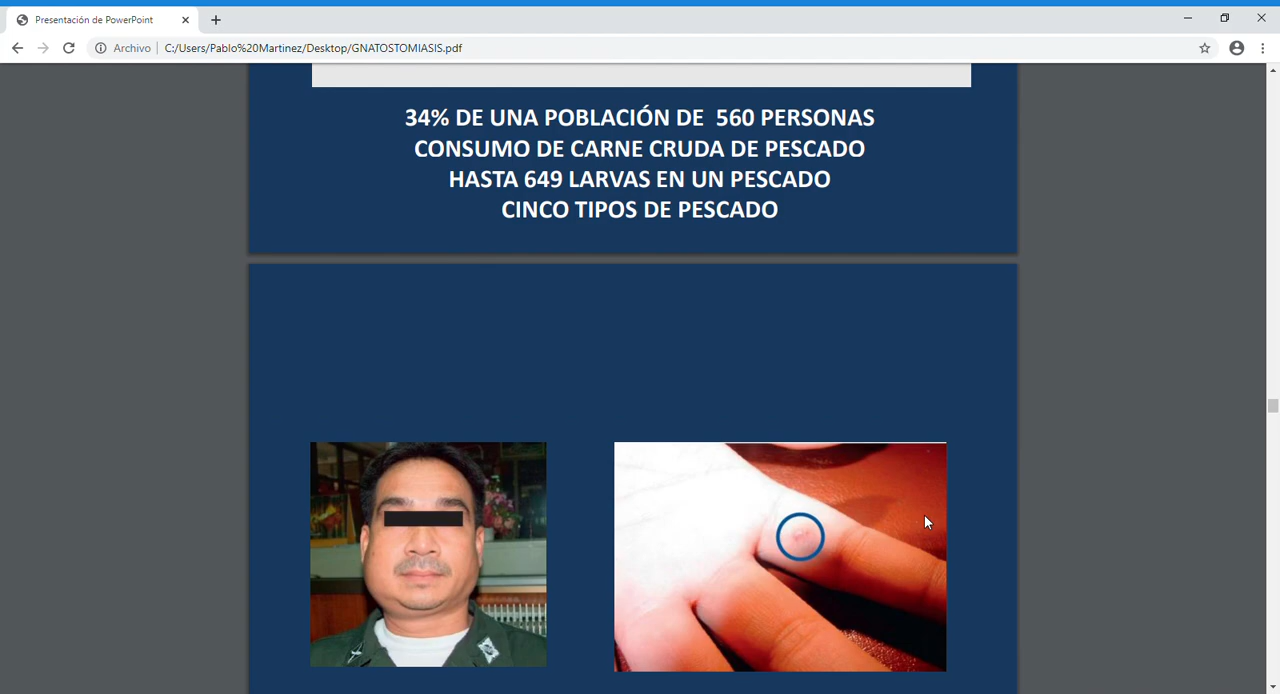 Presentación de PowerPoint
Archivo
C:/Users/Pablo%20Martinez/Desktop/GNATOSTOMIASIS.pdf
34% DE UNA POBLACIÓN DE 560 PERSONAS
CONSUMO DE CARNE CRUDA DE PESCADO
HASTA 649 LARVAS EN UN PESCADO
CINCO TIPOS DE PESCADO